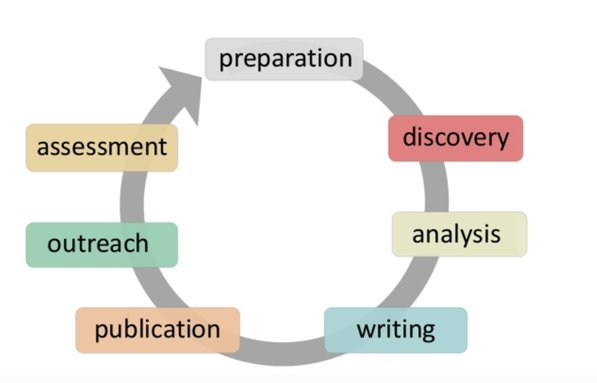 preparation
discovery
analysis
writing
publication
outreach
assessment